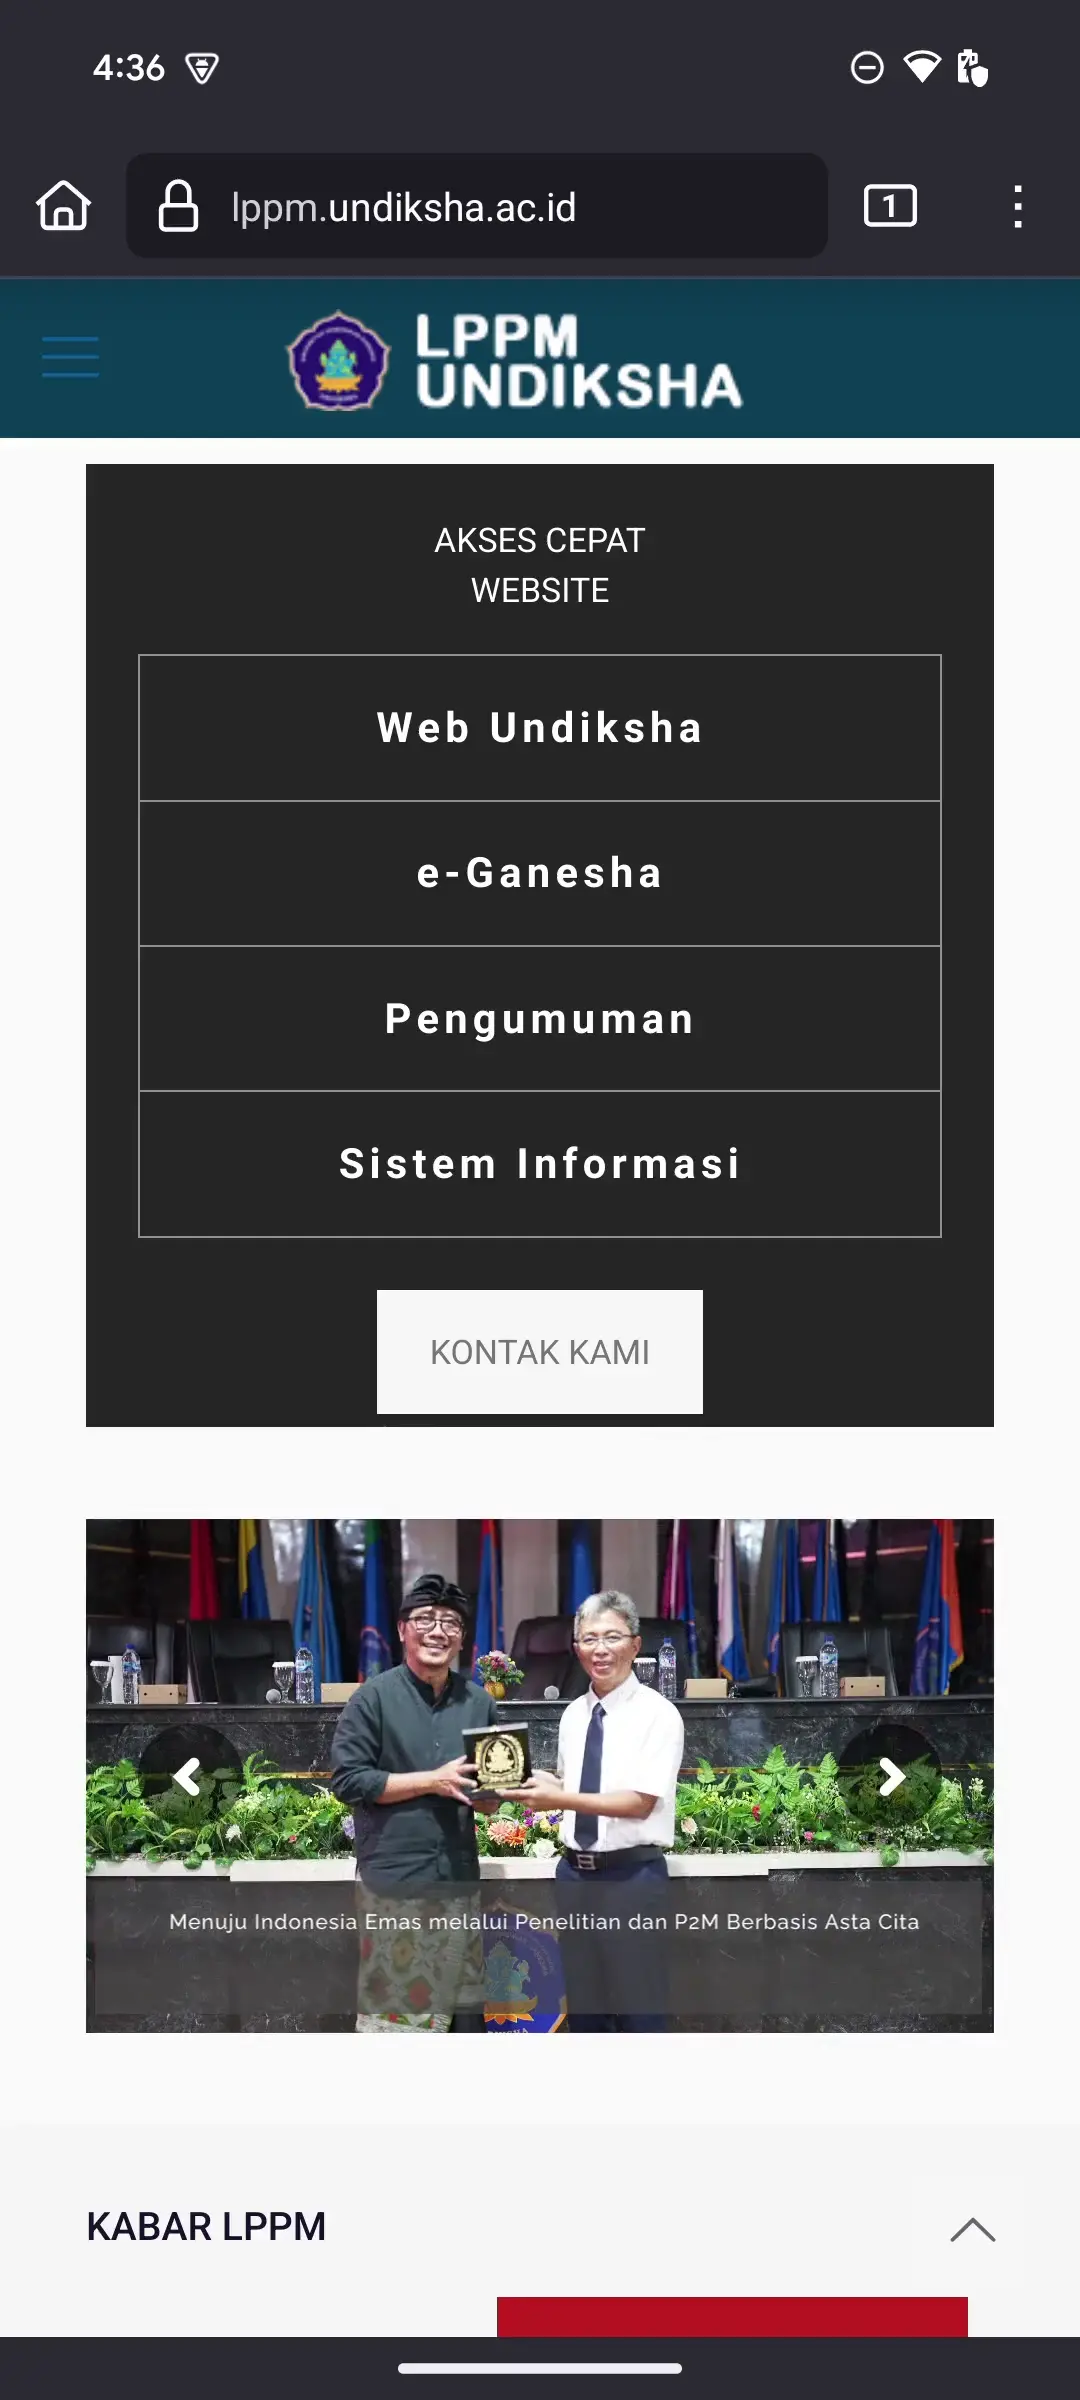 4:36
lppm.undiksha.ac.id
1
LPPM
UNDIKSHA
AKSES CEPAT
WEBSITE
Web Undiksha
e-Ganesha
Pengumuman
Sistem Informasi
KONTAK KAMI
Menuju Indonesia Emas melalui Penelitian dan P2M Berbasis Asta Cita
KABAR LPPM